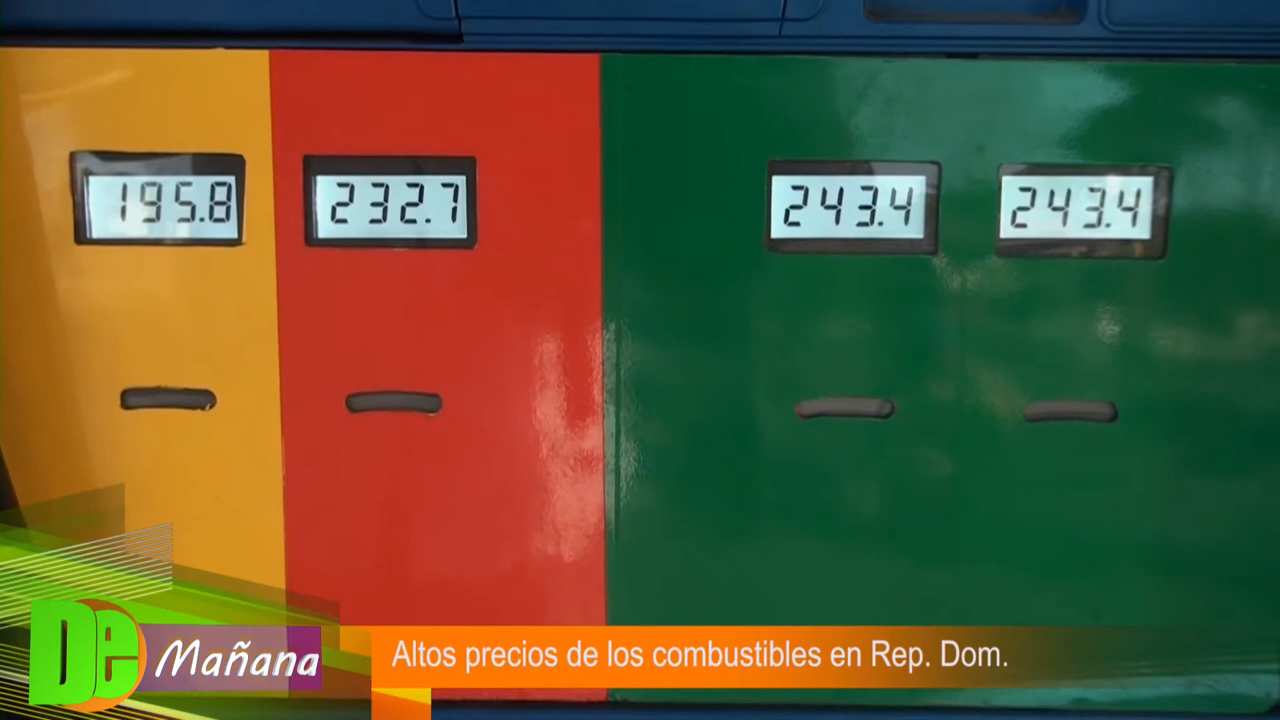 195.8
232.7
243.4
243.4
De
Mañana
Altos precios de los combustibles en Rep. Dom.